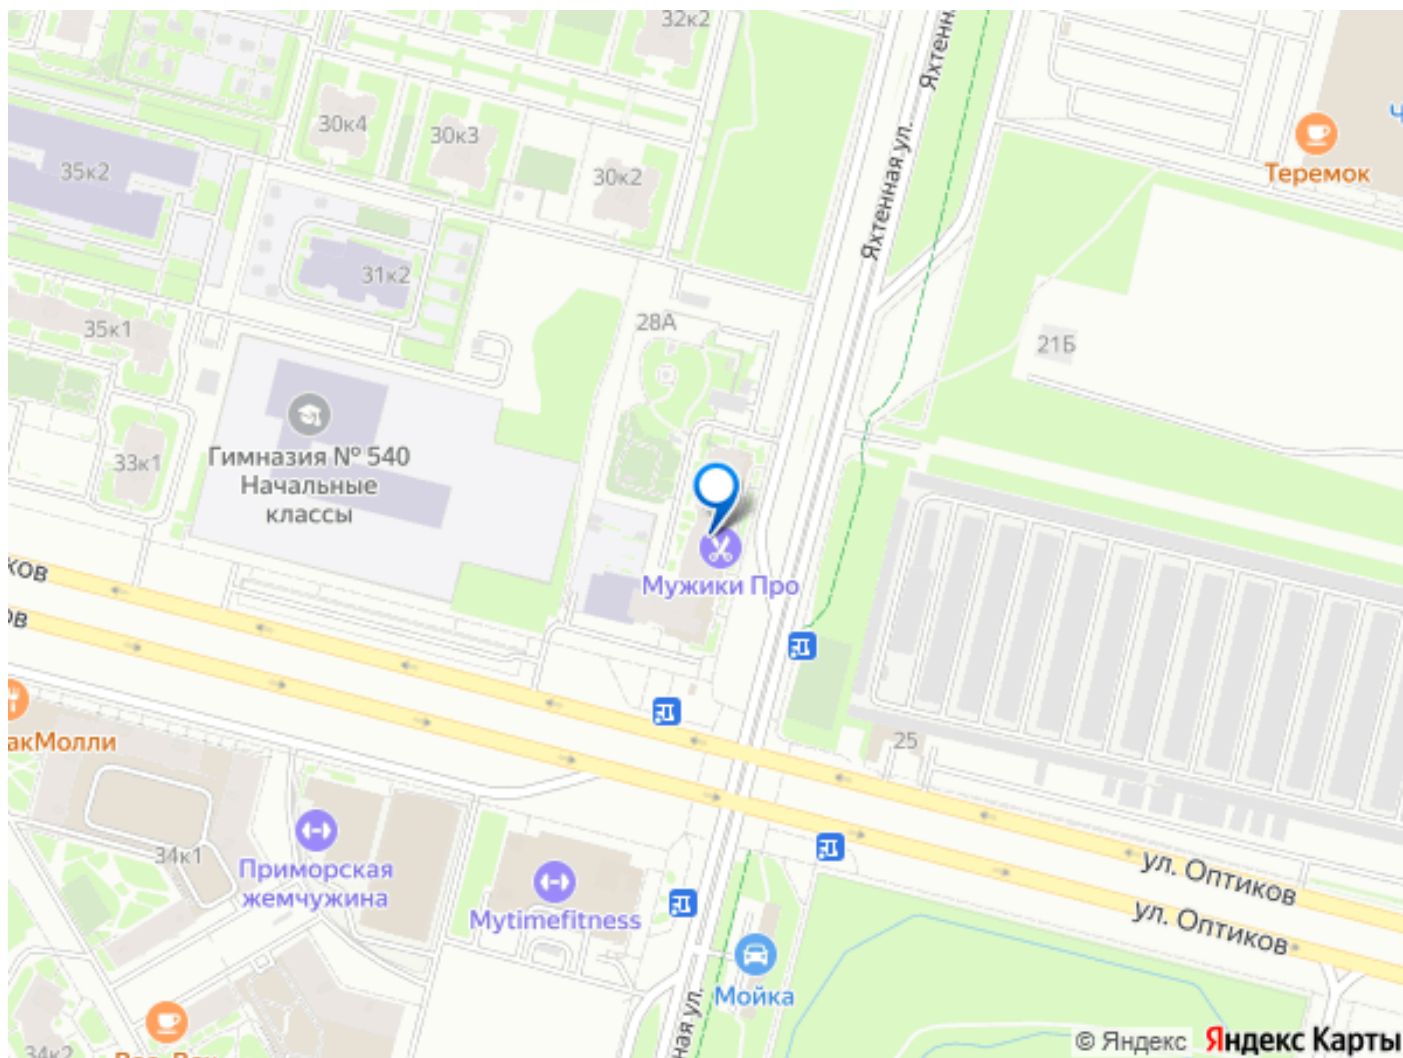 32к2
Яхтенн
30к4
30к3
Яхтенная ул.
Теремок
35к2
30к2
31к2
28А
35к1
21Б
Гимназия № 540
Начальные
классы
33к1
Мужики Про
ков
ов
акМолли
25
34к1
Приморская
жемчужина
Mytimefitness
ул. Оптиков
ул. Оптиков
Мойка
ная ул.
34к2
© Яндекс Яндекс Карты